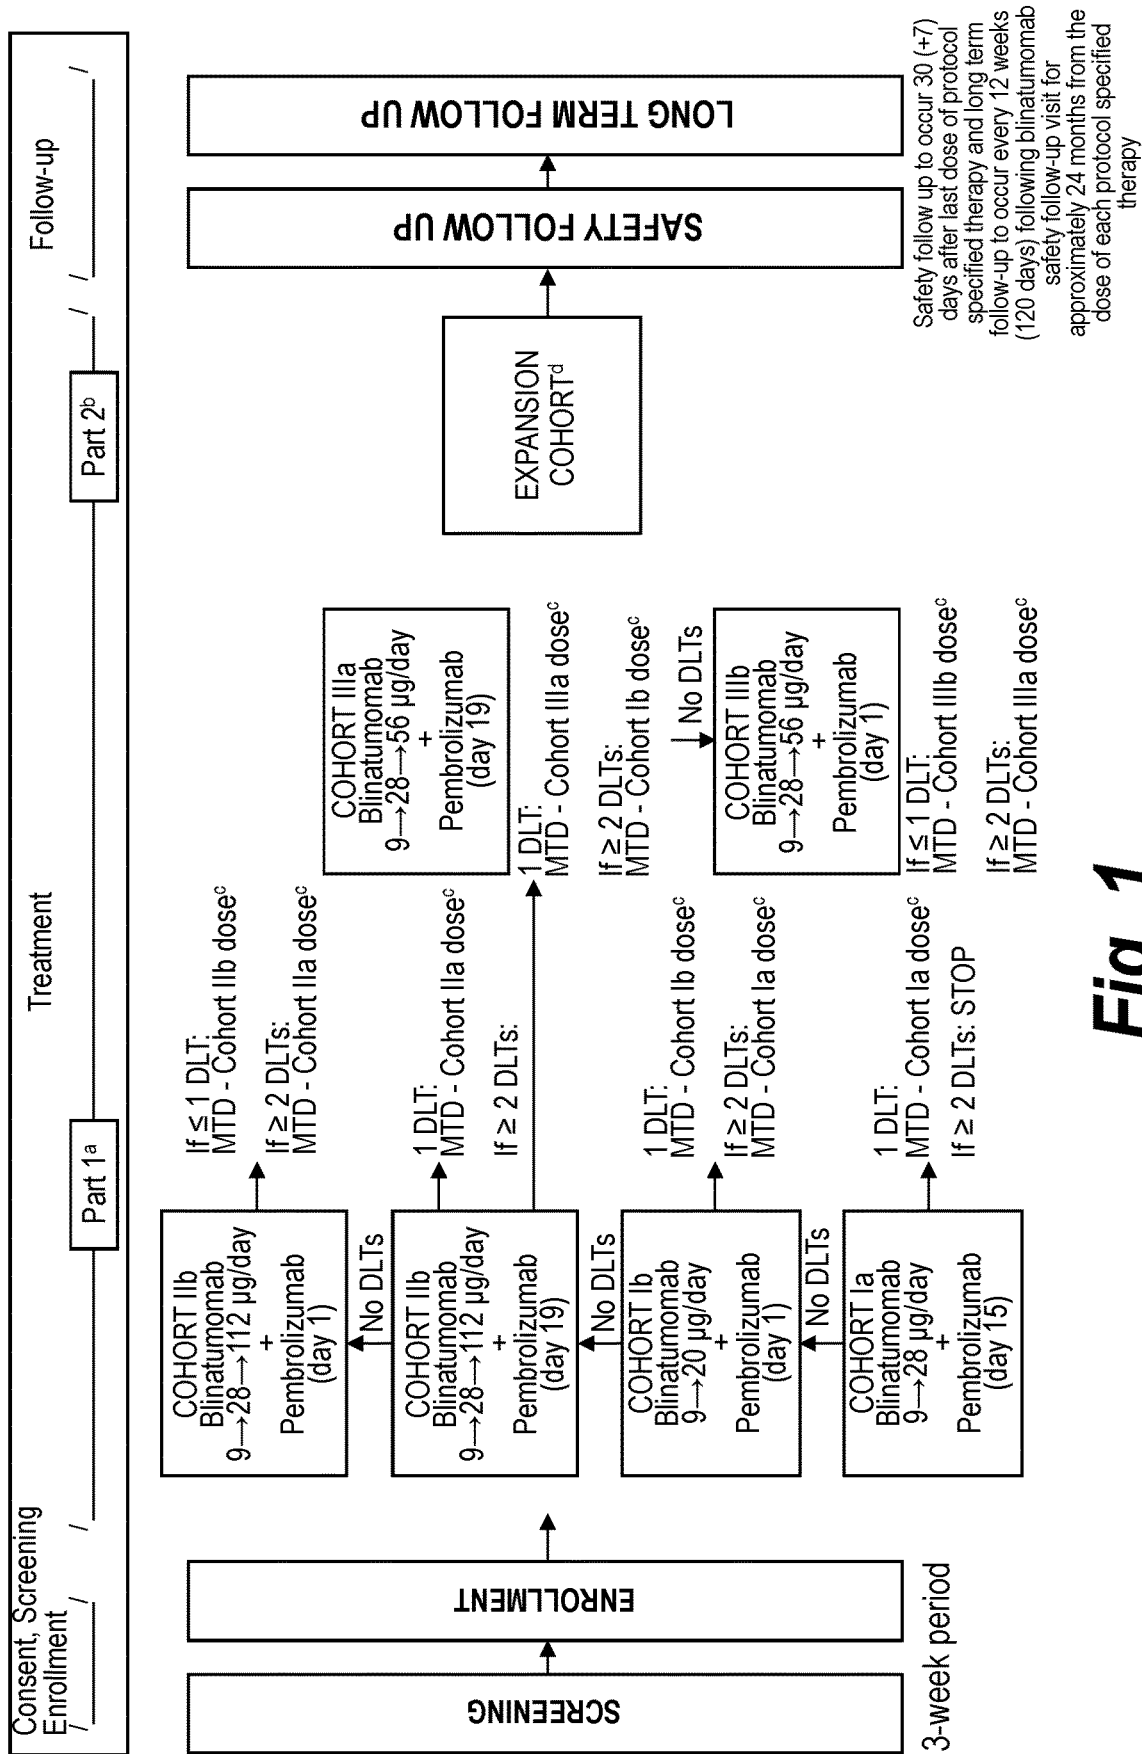 Consent, Screening
Enrollment
Treatment
Follow-up
Part 1a
Part 2b
SCREENING
ENROLLMENT
3-week period
COHORT IIb
Blinatumomab
9→28→112 µg/day
+
Pembrolizumab
(day 1)
No DLTs
COHORT IIb
Blinatumomab
9→28→112 µg/day
+
Pembrolizumab
(day 19)
No DLTs
COHORT Ib
Blinatumomab
9→20 µg/day
+
Pembrolizumab
(day 1)
No DLTs
COHORT Ia
Blinatumomab
9→28 µg/day
+
Pembrolizumab
(day 15)
If ≤ 1 DLT:
MTD - Cohort IIb dosec
If ≥ 2 DLTs:
MTD - Cohort IIa dosec
1 DLT:
MTD - Cohort IIa dosec
If ≥ 2 DLTs:
1 DLT:
MTD - Cohort Ib dosec
If ≥ 2 DLTs:
MTD - Cohort Ia dosec
1 DLT:
MTD - Cohort Ia dosec
If ≥ 2 DLTs: STOP
COHORT IIIa
Blinatumomab
9→28→56 µg/day
+
Pembrolizumab
(day 19)
1 DLT:
MTD - Cohort IIIa dosec
If ≥ 2 DLTs:
MTD - Cohort Ib dosec
No DLTs
COHORT IIIb
Blinatumomab
9→28→56 µg/day
+
Pembrolizumab
(day 1)
If ≤ 1 DLT:
MTD - Cohort IIIb dosec
If ≥ 2 DLTs:
MTD - Cohort IIIa dosec
EXPANSION
COHORTd
SAFETY FOLLOW UP
LONG TERM FOLLOW UP
Safety follow up to occur 30 (+7)
days after last dose of protocol
specified therapy and long term
follow-up to occur every 12 weeks
(120 days) following blinatumomab
safety follow-up visit for
approximately 24 months from the
dose of each protocol specified
therapy
Fig. 1